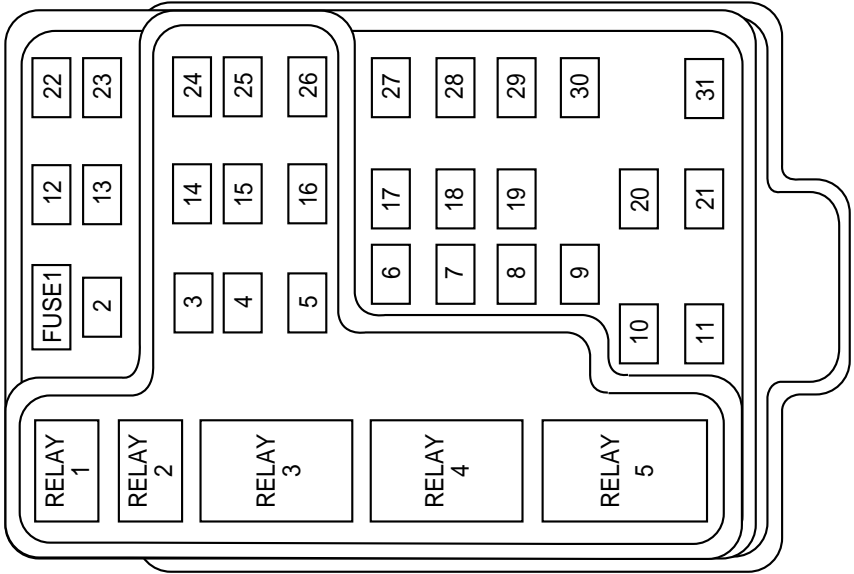 22 23 24 25 26 27 28 29 30 31
12 13 14 15 16 17 18 19 20 21
FUSE1 2 3 4 5 6 7 8 9 10 11
RELAY 1
RELAY 2
RELAY 3
RELAY 4
RELAY 5